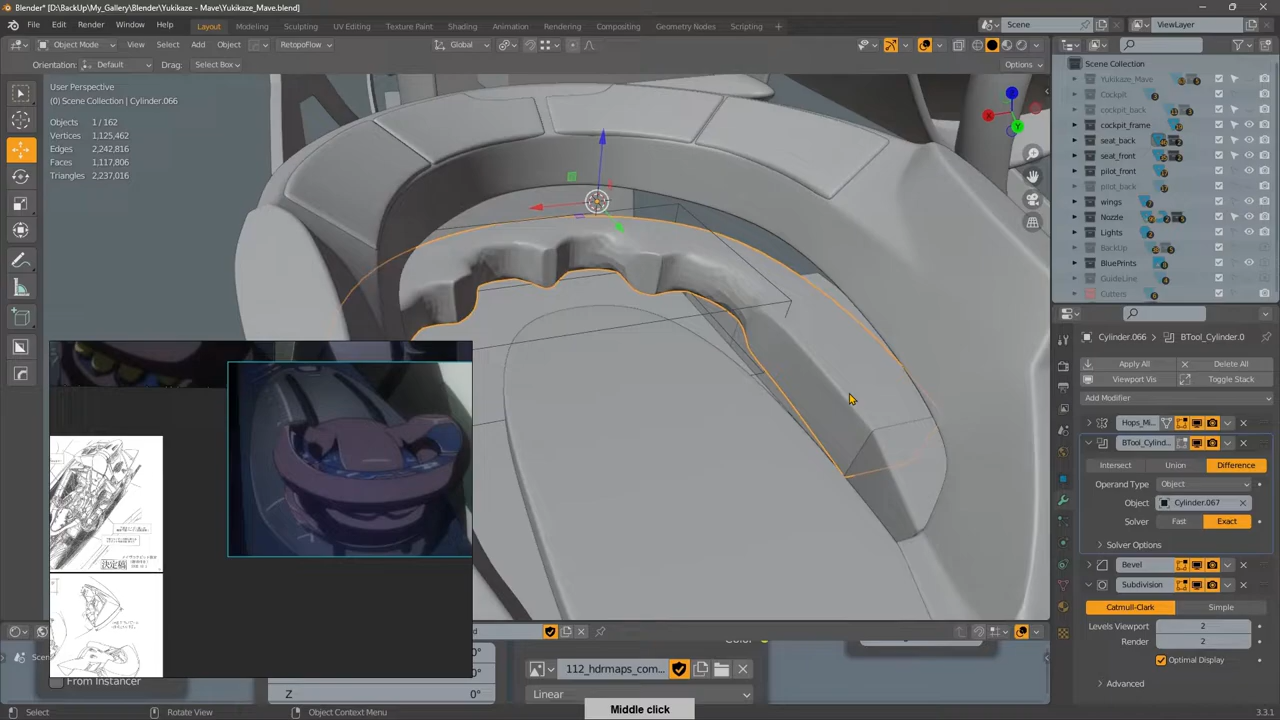 Blender* [D:\BackUp\My_Gallery\Blender\Yukikaze - Mave\Yukikaze_Mave.blend]
File Edit Render Window Help Layout Modeling Sculpting UV Editing Texture Paint Shading Animation Rendering Compositing Geometry Nodes Scripting + Scene ViewLayer
Object Mode View Select Add Object RetopoFlow Global
Orientation: Default Drag: Select Box Options
User Perspective
(0) Scene Collection | Cylinder.066
Objects 1 / 162
Vertices 1,125,462
Edges 2,242,816
Faces 1,117,806
Triangles 2,237,016
Scene Collection
Yukikaze_Mave
Cockpit
cockpit_back
cockpit_frame
seat_back
seat_front
pilot_front
pilot_back
wings
Nozzle
Lights
BackUp
BluePrints
GuideLine
Cutters
Cylinder.066 > BTool_Cylinder.0
Apply All Delete All
Viewport Vis Toggle Stack
Add Modifier
Hops_Mi...
BTool_Cylind...
Intersect Union Difference
Operand Type Object
Object Cylinder.067
Solver Fast Exact
Solver Options
Bevel
Subdivision
Catmull-Clark Simple
Levels Viewport 2
Render 2
Optimal Display
Advanced
決定稿
From Instancer
Z 0°
112_hdrmaps_com...
Linear
Middle click
Select Rotate View Object Context Menu 3.3.1